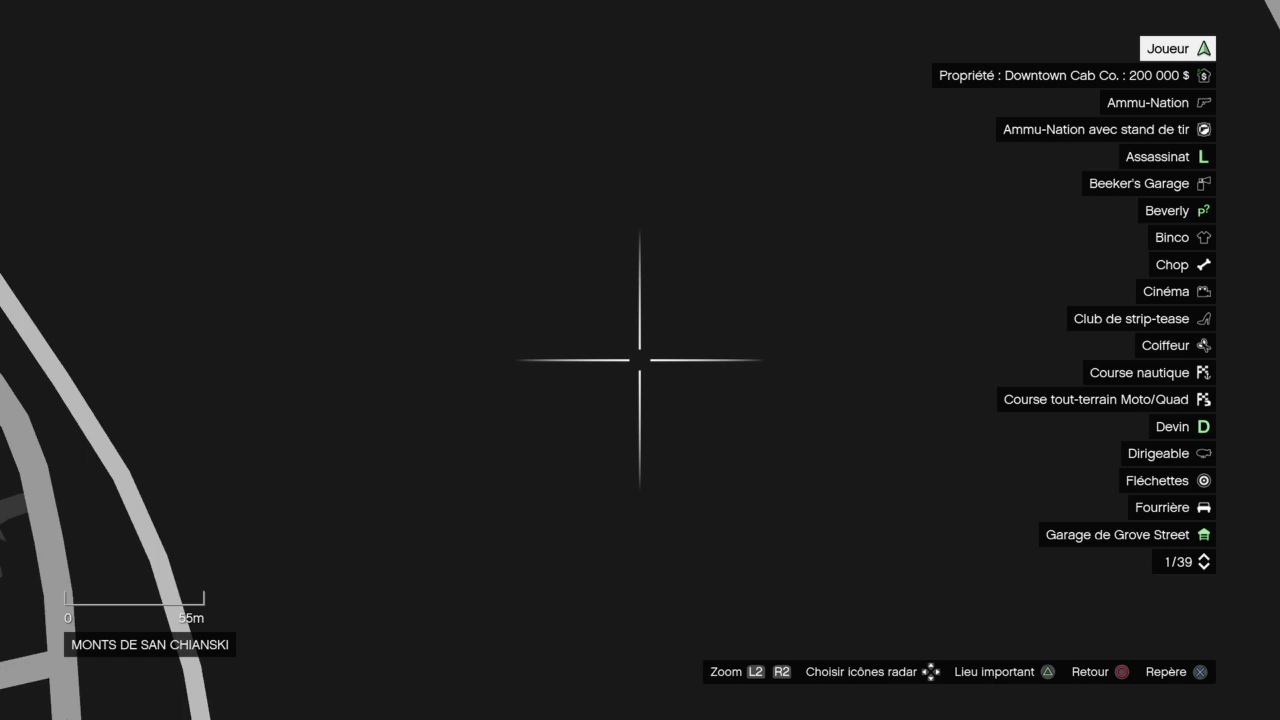 Joueur
Propriété : Downtown Cab Co. : 200 000 $
Ammu-Nation
Ammu-Nation avec stand de tir
Assassinat L
Beeker's Garage
Beverly P?
Binco
Chop
Cinéma
Club de strip-tease
Coiffeur
Course nautique
Course tout-terrain Moto/Quad
Devin D
Dirigeable
Fléchettes
Fourrière
Garage de Grove Street
1/39
0 55m
MONTS DE SAN CHIANSKI
Zoom L2 R2 Choisir icônes radar Lieu important Retour Repère